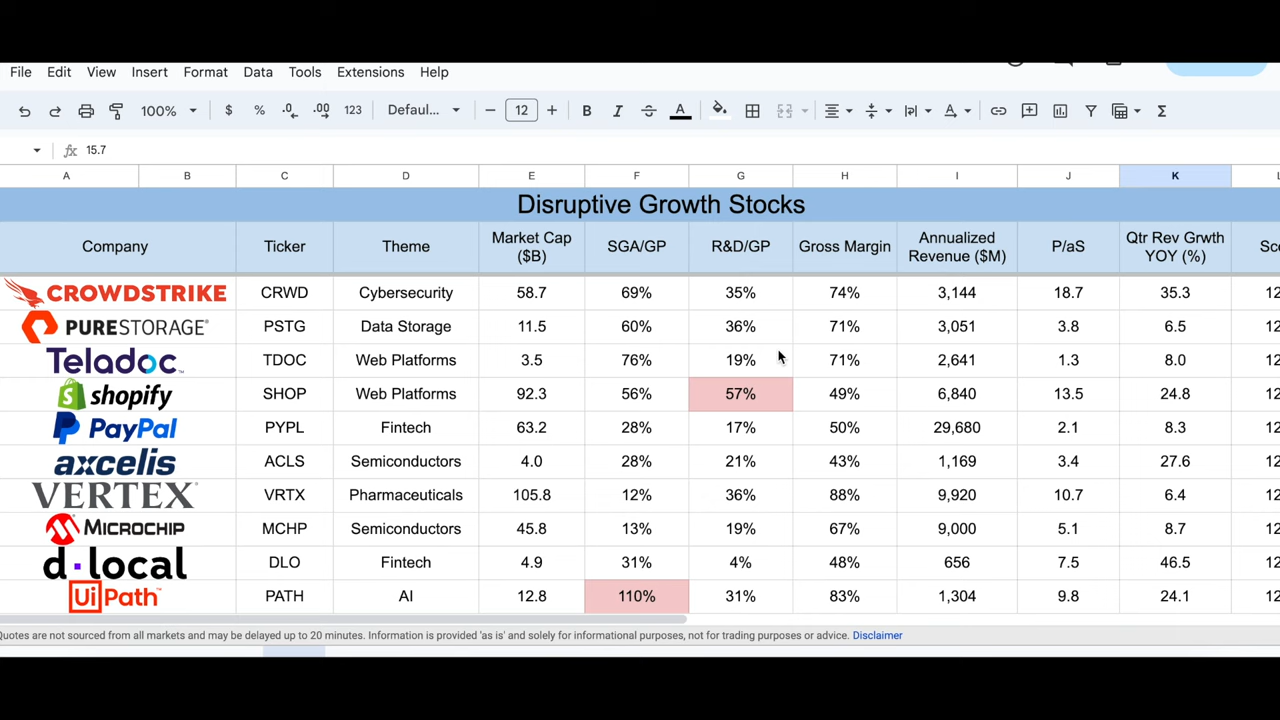 File Edit View Insert Format Data Tools Extensions Help
100% $ % .0 .00 123 Defaul... 12 B I A A Σ
fx 15.7
A B C D E F G H I J K L
Disruptive Growth Stocks
Company Ticker Theme Market Cap ($B) SGA/GP R&D/GP Gross Margin Annualized Revenue ($M) P/aS Qtr Rev Grwth YOY (%)
CROWDSTRIKE CRWD Cybersecurity 58.7 69% 35% 74% 3,144 18.7 35.3
PURESTORAGE® PSTG Data Storage 11.5 60% 36% 71% 3,051 3.8 6.5
Teladoc TDOC Web Platforms 3.5 76% 19% 71% 2,641 1.3 8.0
shopify SHOP Web Platforms 92.3 56% 57% 49% 6,840 13.5 24.8
PayPal PYPL Fintech 63.2 28% 17% 50% 29,680 2.1 8.3
axcelis ACLS Semiconductors 4.0 28% 21% 43% 1,169 3.4 27.6
VERTEX VRTX Pharmaceuticals 105.8 12% 36% 88% 9,920 10.7 6.4
MICROCHIP MCHP Semiconductors 45.8 13% 19% 67% 9,000 5.1 8.7
d·local DLO Fintech 4.9 31% 4% 48% 656 7.5 46.5
UiPath PATH AI 12.8 110% 31% 83% 1,304 9.8 24.1
Quotes are not sourced from all markets and may be delayed up to 20 minutes. Information is provided 'as is' and solely for informational purposes, not for trading purposes or advice. Disclaimer